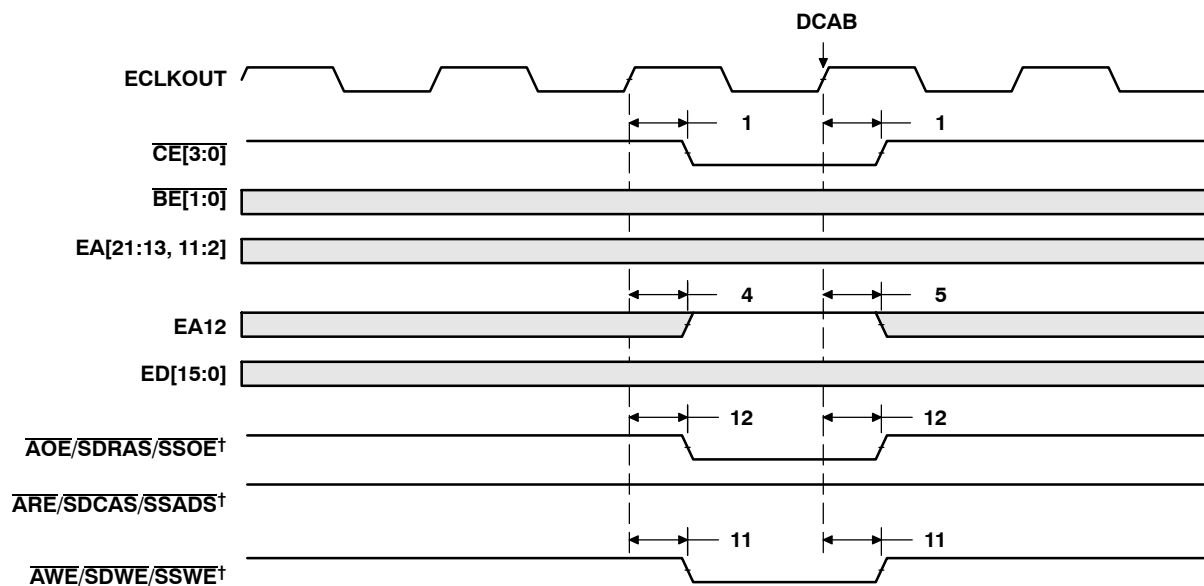 DCAB
ECLKOUT
1 1
CE[3:0]
BE[1:0]
EA[21:13, 11:2]
4 5
EA12
ED[15:0]
12 12
AOE/SDRAS/SSOE†
ARE/SDCAS/SSADS†
11 11
AWE/SDWE/SSWE†